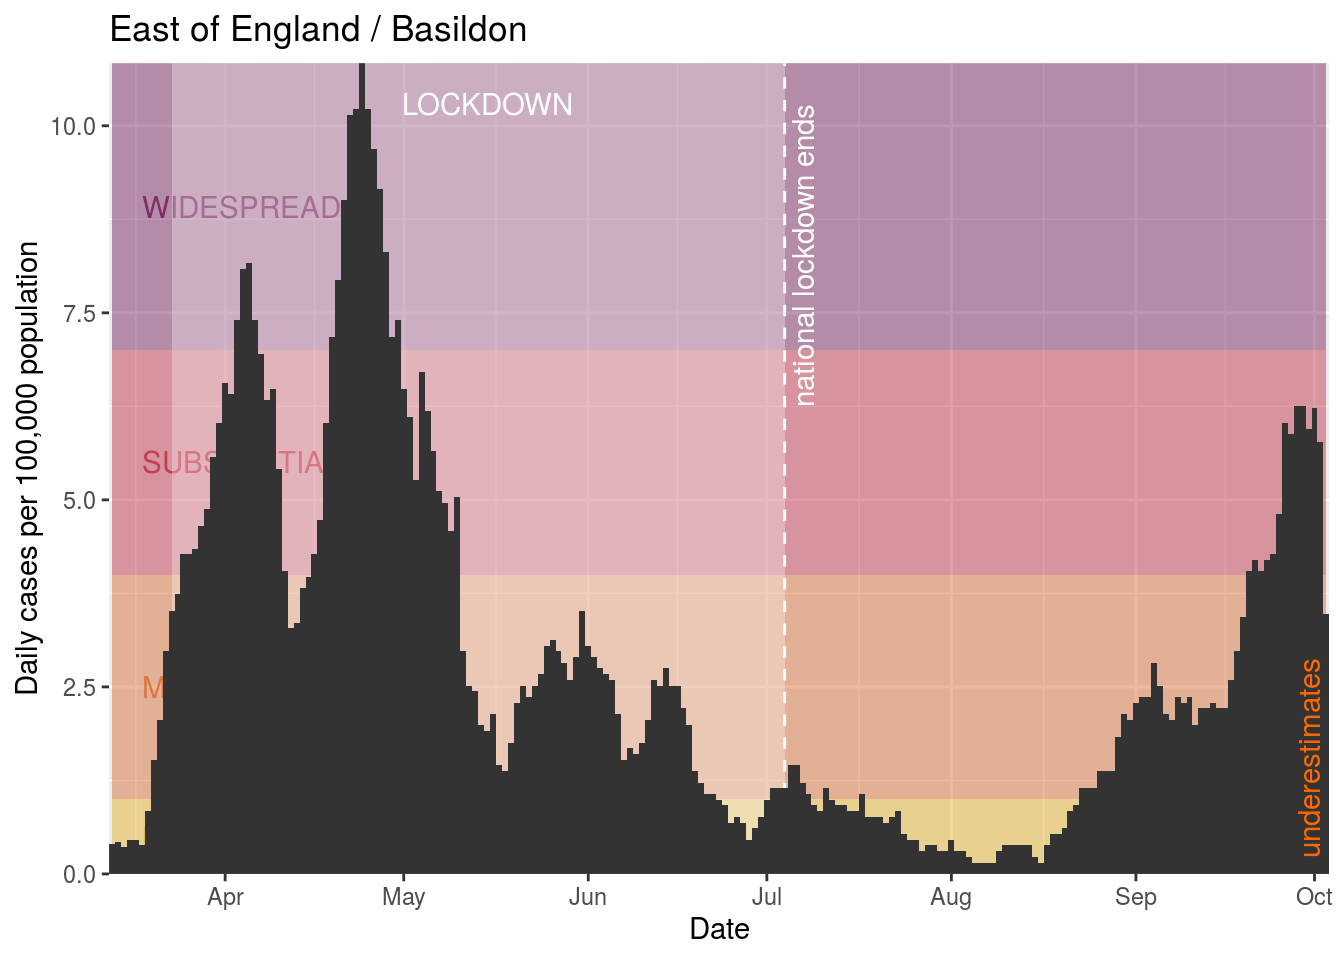 East of England / Basildon
LOCKDOWN
WIDESPREAD
national lockdown ends
underestimates
Daily cases per 100,000 population
10.0
7.5
5.0
2.5
0.0
Apr
May
Jun
Jul
Aug
Sep
Oct
Date